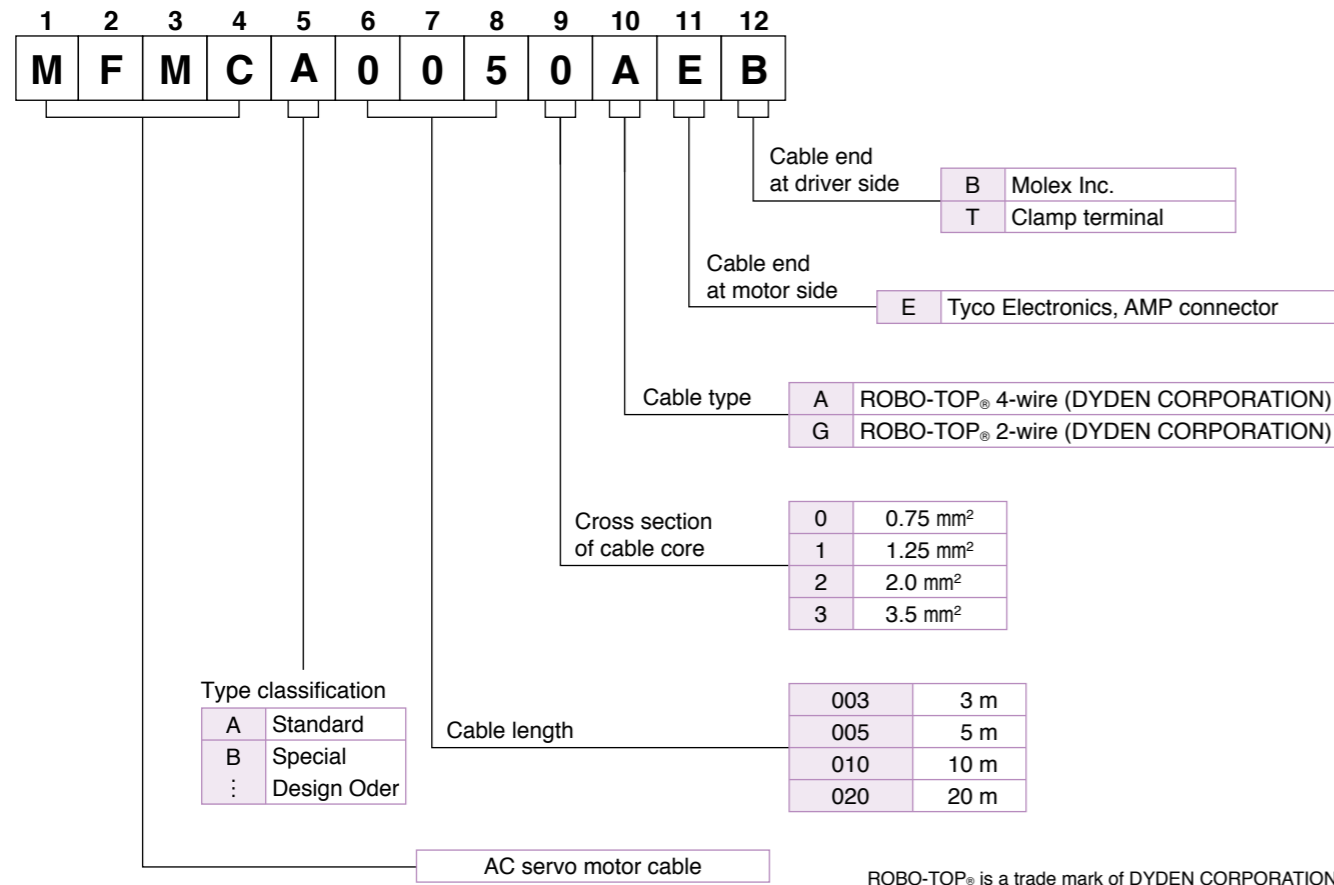 1 2 3 4 5 6 7 8 9 10 11 12
M F M C A 0 0 5 0 A E B
Cable end
at driver side
B Molex Inc.
T Clamp terminal
Cable end
at motor side
E Tyco Electronics, AMP connector
Cable type
A ROBO-TOP® 4-wire (DYDEN CORPORATION)
G ROBO-TOP® 2-wire (DYDEN CORPORATION)
Cross section
of cable core
0 0.75 mm²
1 1.25 mm²
2 2.0 mm²
3 3.5 mm²
Type classification
A Standard
B Special
⋮ Design Oder
Cable length
003 3 m
005 5 m
010 10 m
020 20 m
AC servo motor cable
ROBO-TOP® is a trade mark of DYDEN CORPORATION